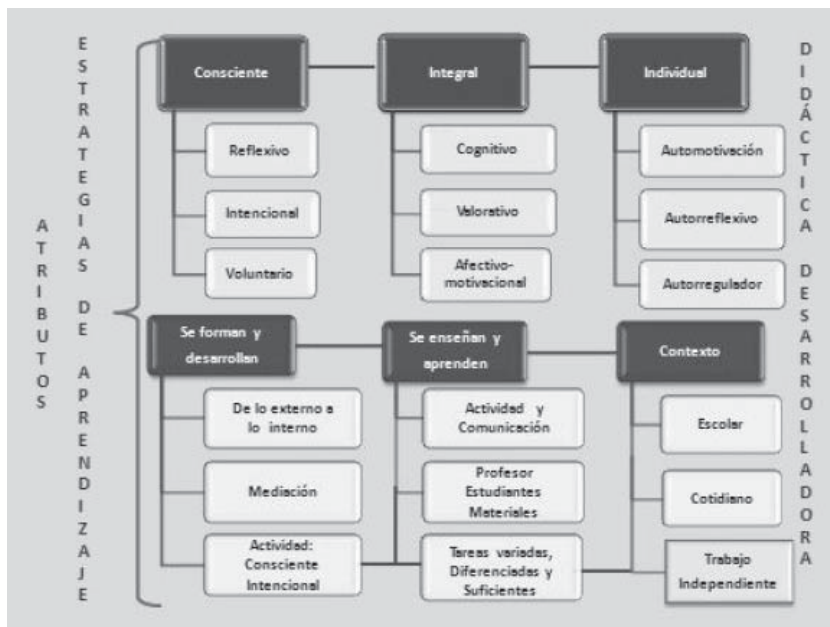 ATRIBUTOS
ESTRATEGIAS DE APRENDIZAJE
Consciente
Reflexivo
Intencional
Voluntario
Integral
Cognitivo
Valorativo
Afectivo-
motivacional
Individual
Automotivación
Autorreflexivo
Autorregulador
Se forman y
desarrollan
De lo externo a
lo interno
Mediación
Actividad:
Consciente
Intencional
Se enseñan y
aprenden
Actividad y
Comunicación
Profesor
Estudiantes
Materiales
Tareas variadas,
Diferenciadas y
Suficientes
Contexto
Escolar
Cotidiano
Trabajo
Independiente
DIDÁCTICA DESARROLLADORA